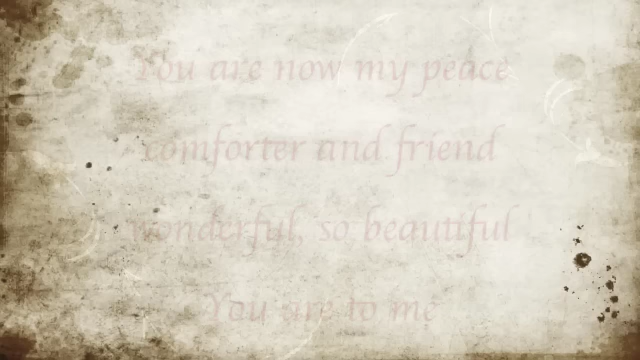 You are now my peace
comforter and friend
wonderful, so beautiful
You are to me